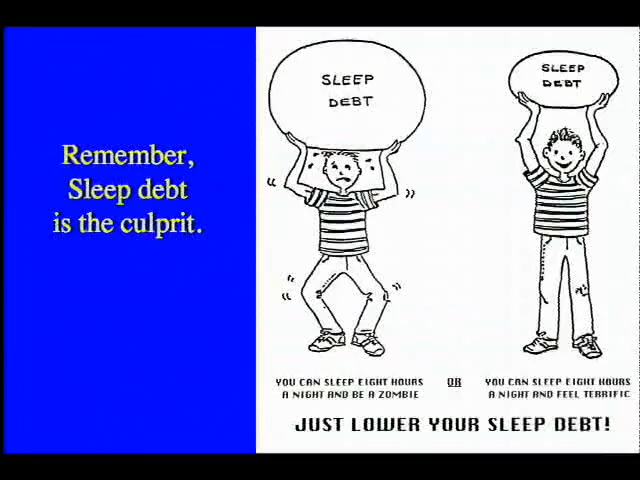 Remember,
Sleep debt
is the culprit.
SLEEP
DEBT
SLEEP
DEBT
YOU CAN SLEEP EIGHT HOURS
A NIGHT AND BE A ZOMBIE
OR
YOU CAN SLEEP EIGHT HOURS
A NIGHT AND FEEL TERRIFIC
JUST LOWER YOUR SLEEP DEBT!